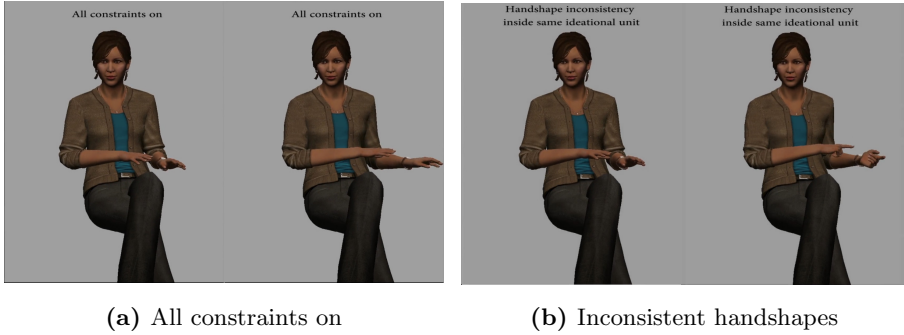 All constraints on
All constraints on
Handshape inconsistency
inside same ideational unit
Handshape inconsistency
inside same ideational unit
(a) All constraints on
(b) Inconsistent handshapes